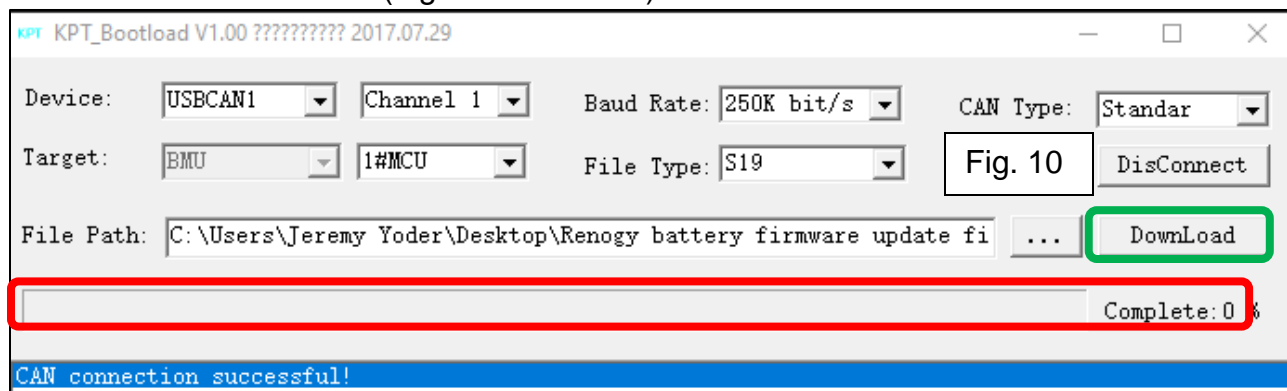 KPT KPT_Bootload V1.00 ?????????? 2017.07.29
Device: USBCAN1 Channel 1 Baud Rate: 250K bit/s CAN Type: Standar
Target: BMU 1#MCU File Type: S19 Fig. 10 DisConnect
File Path: C:\Users\Jeremy Yoder\Desktop\Renogy battery firmware update fi ... DownLoad
Complete:0 %
CAN connection successful!